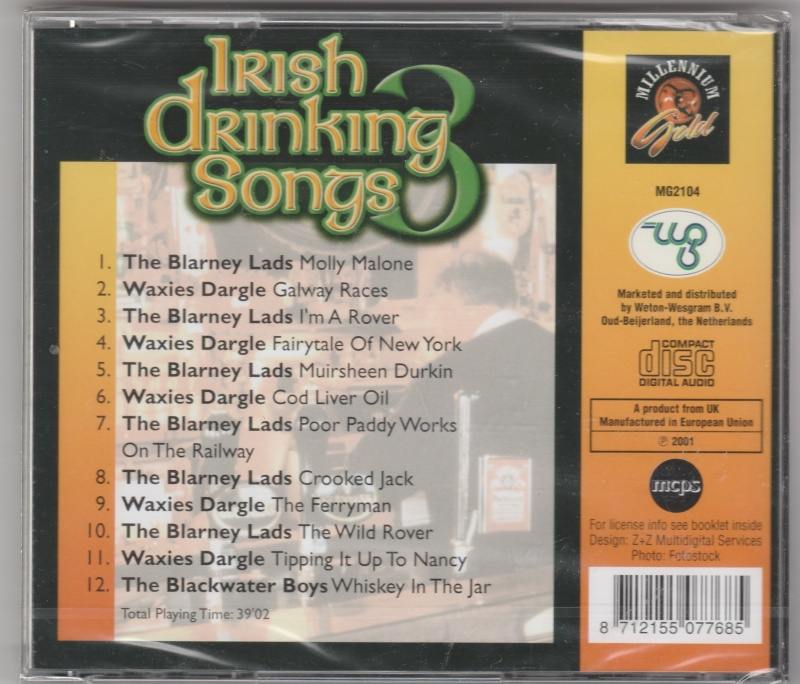 Irish
drinking 3
Songs
1. The Blarney Lads Molly Malone
2. Waxies Dargle Galway Races
3. The Blarney Lads I'm A Rover
4. Waxies Dargle Fairytale Of New York
5. The Blarney Lads Muirsheen Durkin
6. Waxies Dargle Cod Liver Oil
7. The Blarney Lads Poor Paddy Works
On The Railway
8. The Blarney Lads Crooked Jack
9. Waxies Dargle The Ferryman
10. The Blarney Lads The Wild Rover
11. Waxies Dargle Tipping It Up To Nancy
12. The Blackwater Boys Whiskey In The Jar
Total Playing Time: 39'02
MILLENNIUM
Gold
MG2104
Marketed and distributed
by Weton-Wesgram B.V.
Oud-Beijerland, the Netherlands
COMPACT
disc
DIGITAL AUDIO
A product from UK
Manufactured in European Union
℗ 2001
mcps
For license info see booklet inside
Design: Z+Z Multidigital Services
Photo: Fotostock
8 712155 077685